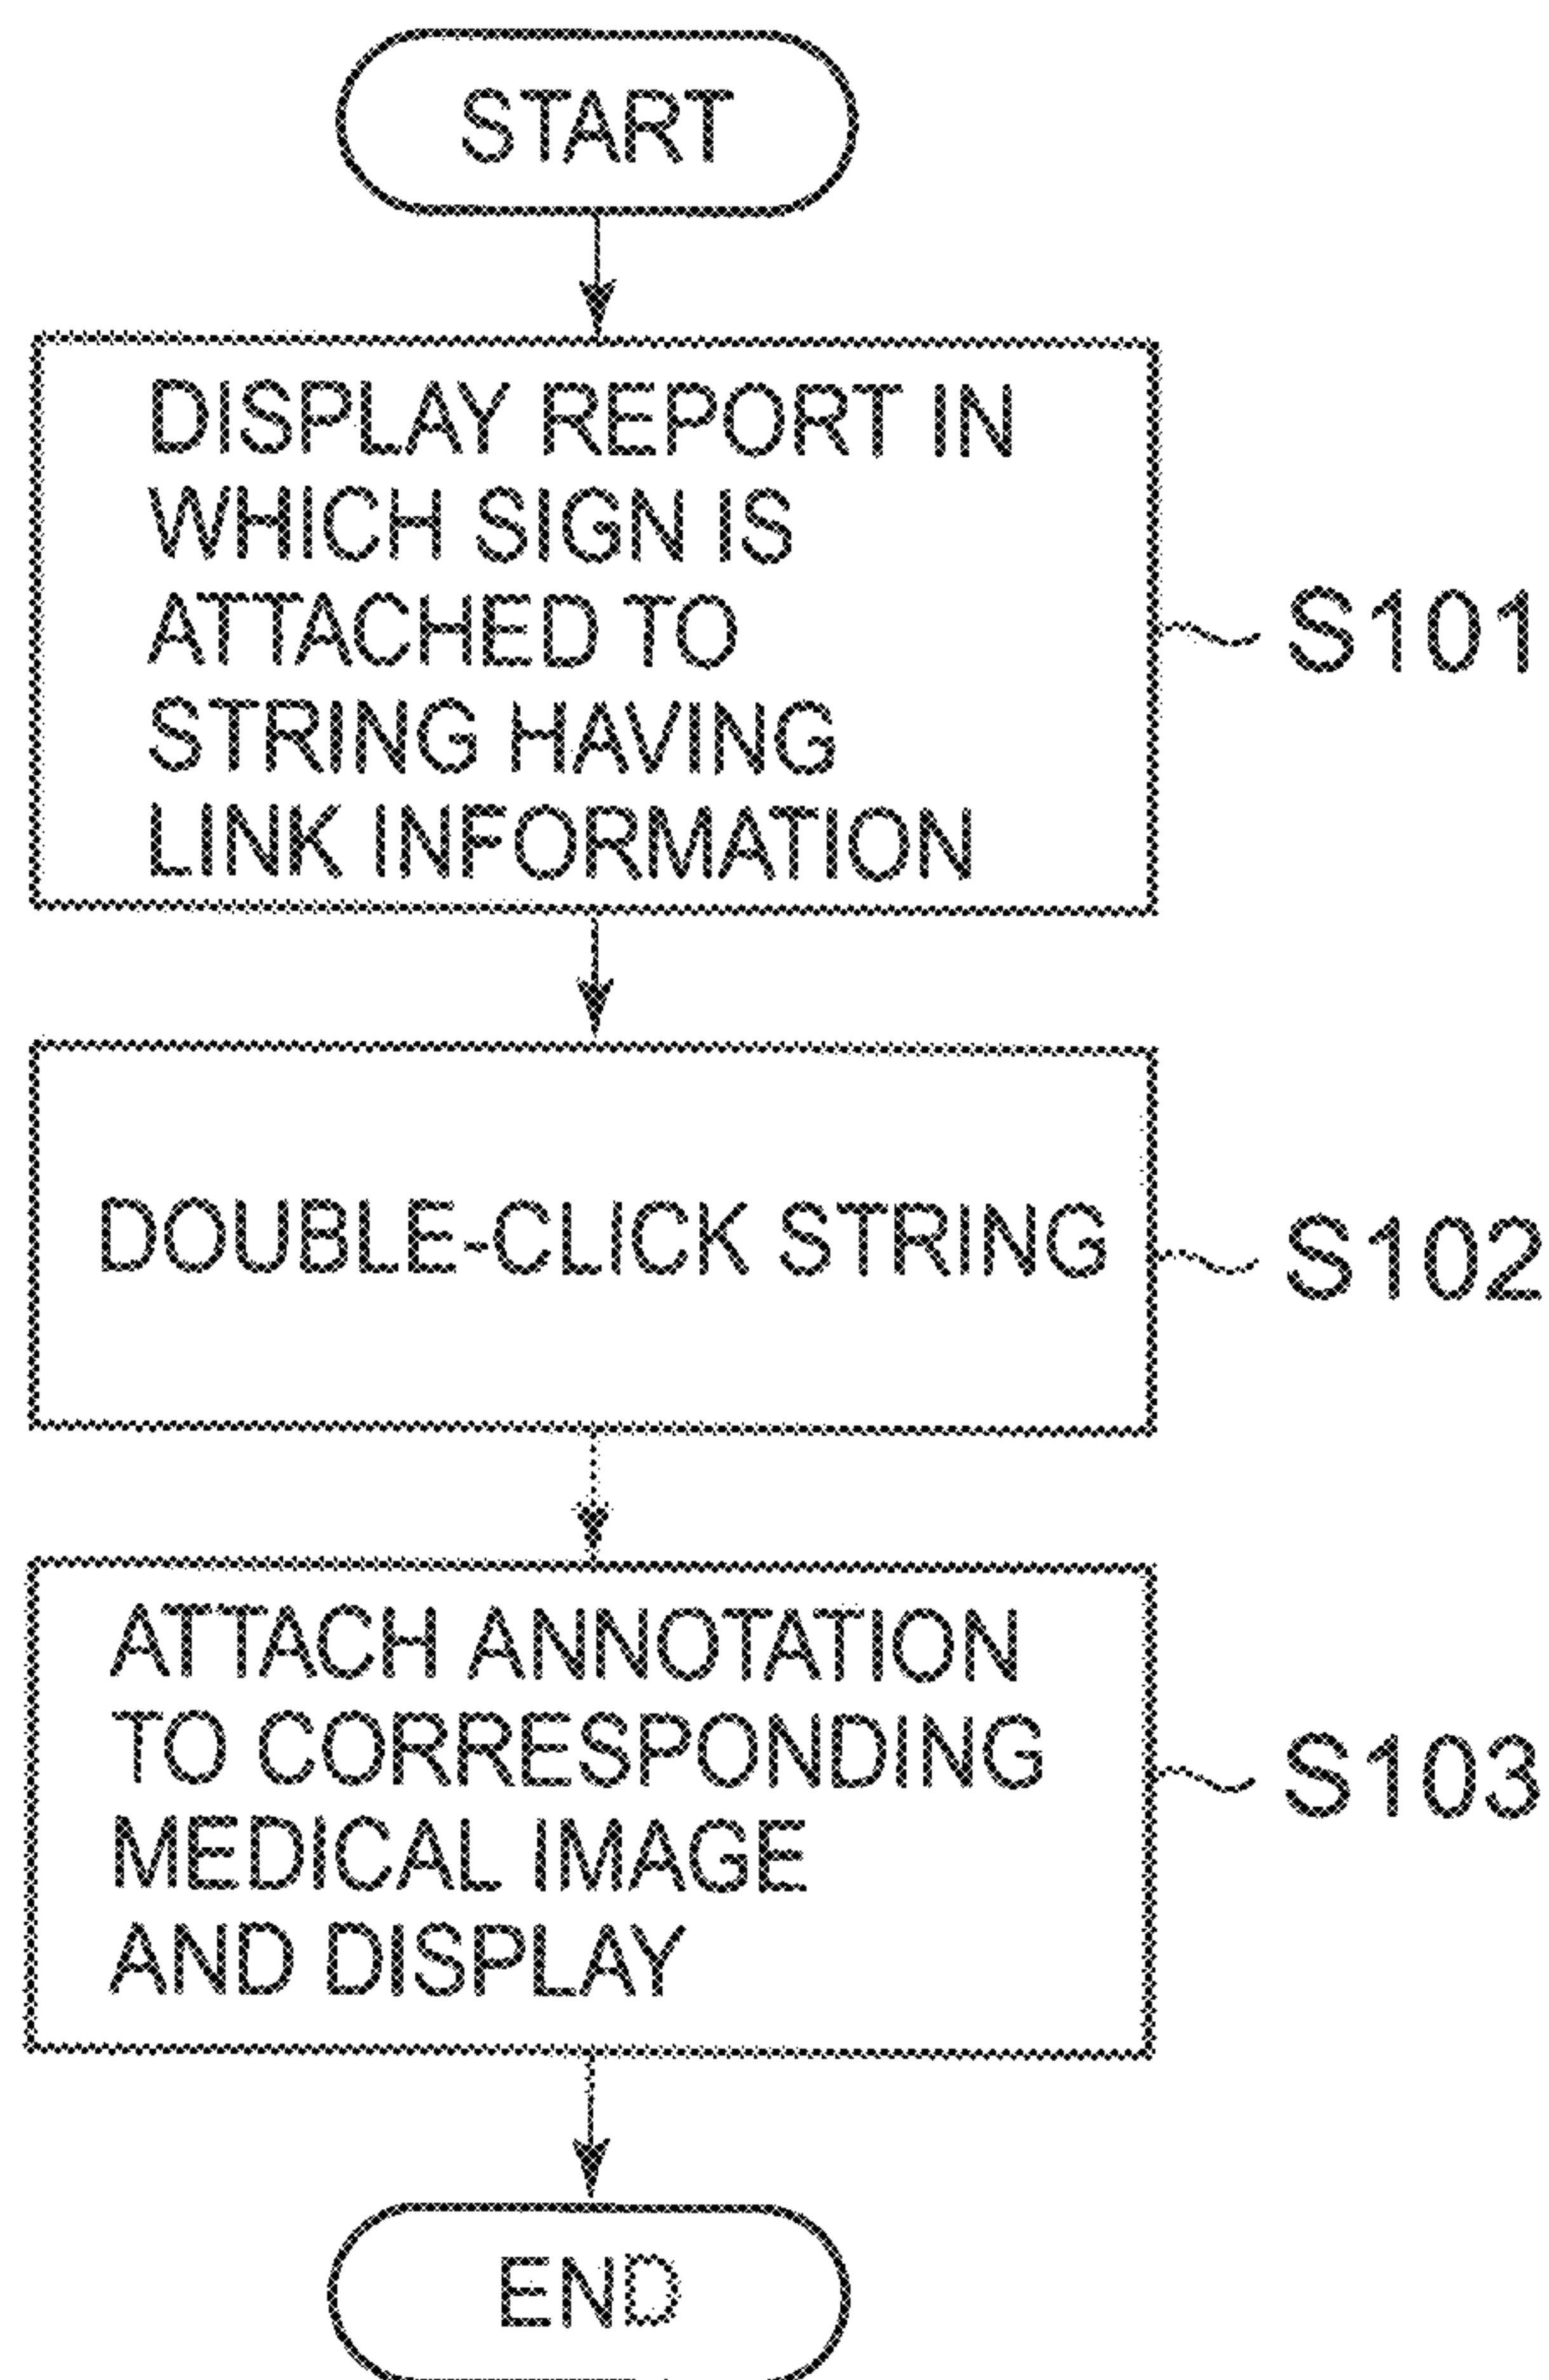 START
DISPLAY REPORT IN
WHICH SIGN IS
ATTACHED TO
STRING HAVING
LINK INFORMATION
S101
DOUBLE-CLICK STRING
S102
ATTACH ANNOTATION
TO CORRESPONDING
MEDICAL IMAGE
AND DISPLAY
S103
END